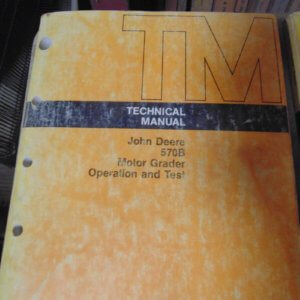 TM
TECHNICAL
MANUAL
John Deere
570B
Motor Grader
Operation and Test